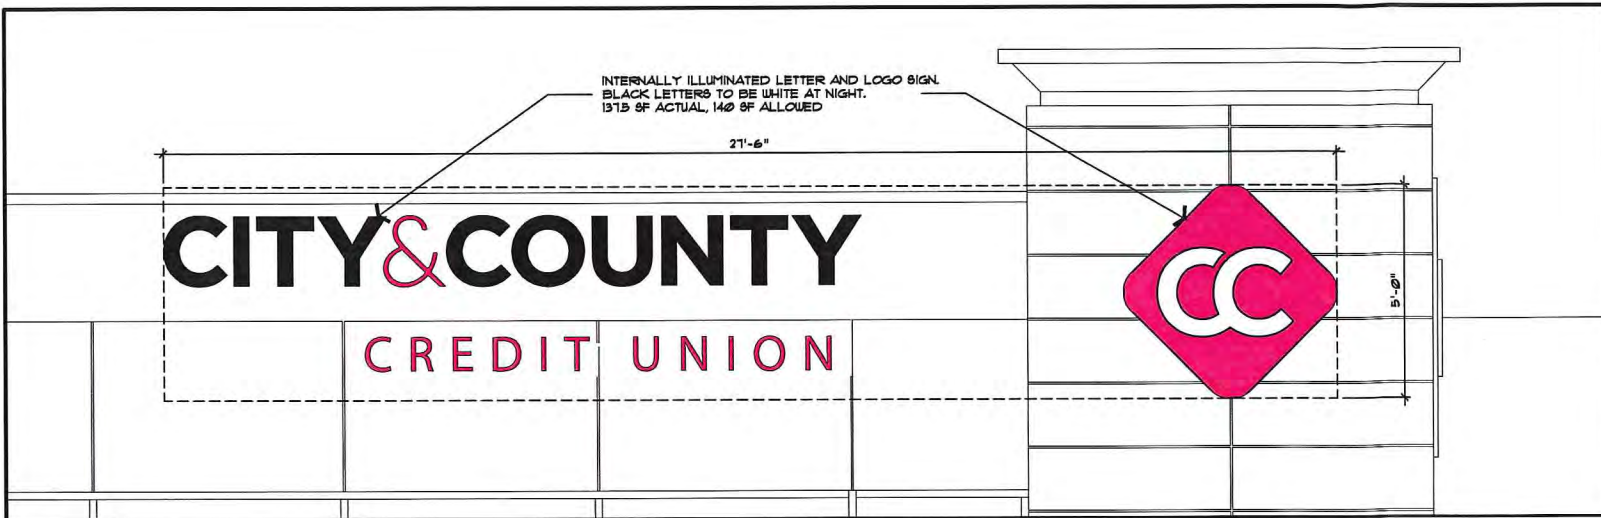 INTERNALLY ILLUMINATED LETTER AND LOGO SIGN.
BLACK LETTERS TO BE WHITE AT NIGHT.
137.5 SF ACTUAL, 140 SF ALLOWED
27'-6"
CITY&COUNTY
CREDIT UNION
CC
5'-0"